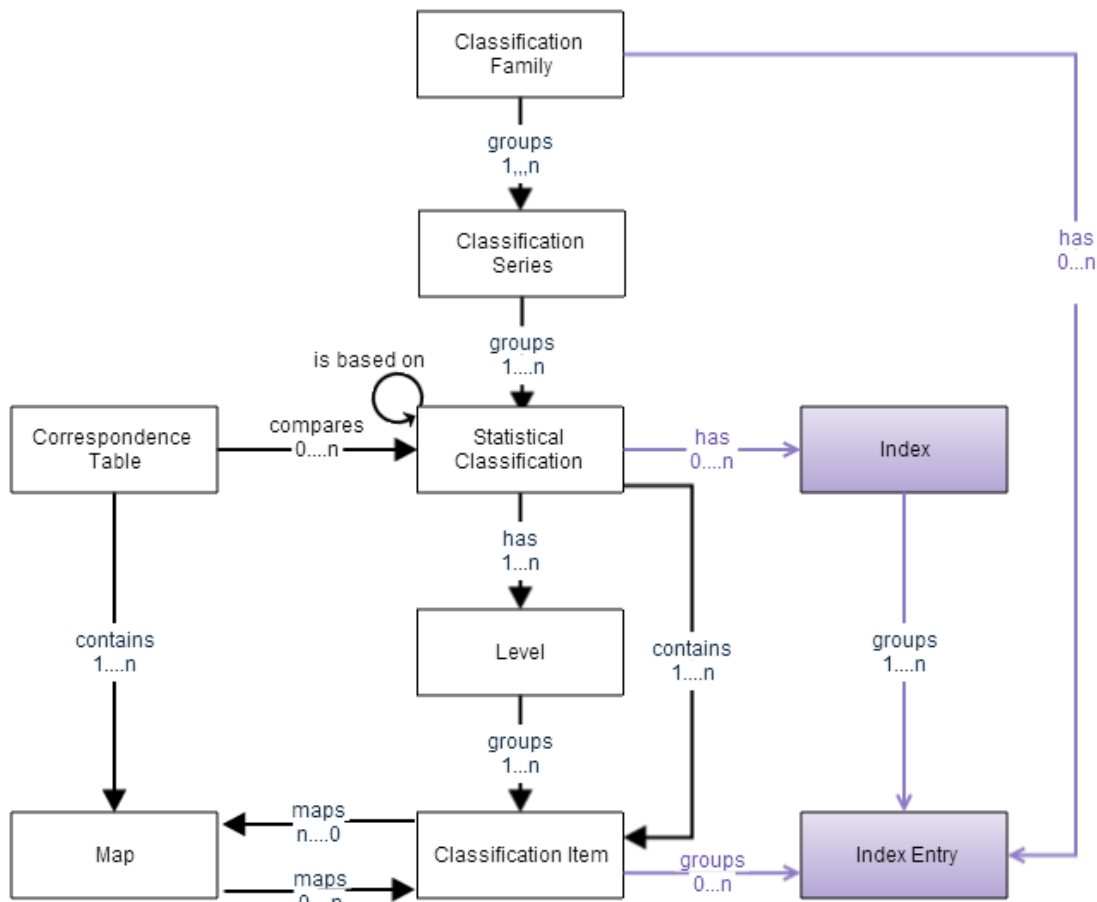 Classification
Family
groups
1,,,n
has
0...n
Classification
Series
groups
1....n
is based on
Correspondence
Table
compares
0....n
Statistical
Classification
has
0....n
Index
has
1...n
contains
1....n
Level
contains
1....n
groups
1....n
groups
1...n
maps
n....0
Map
Classification Item
groups
0...n
Index Entry
maps
0...n